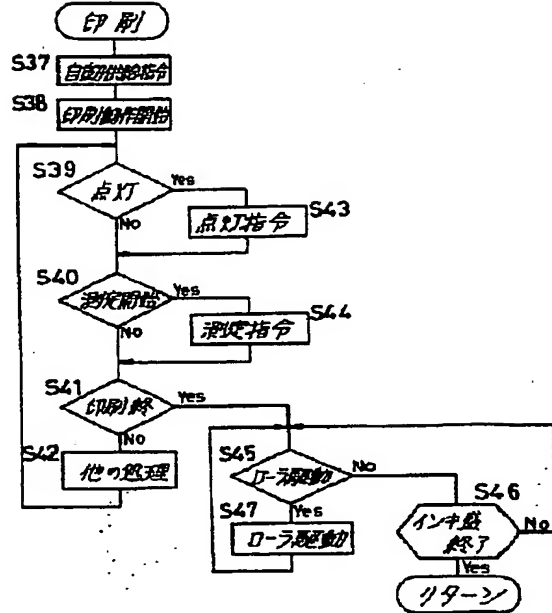 印刷
S37
自動供給指令
S38
印刷動作開始
S39
点灯
Yes
No
S43
点灯指令
S40
測定開始
Yes
No
S44
測定指令
S41
印刷終
Yes
No
S42
他の処理
S45
ローラ駆動
No
Yes
S47
ローラ駆動
S46
インキ盛
終了
No
Yes
リターン